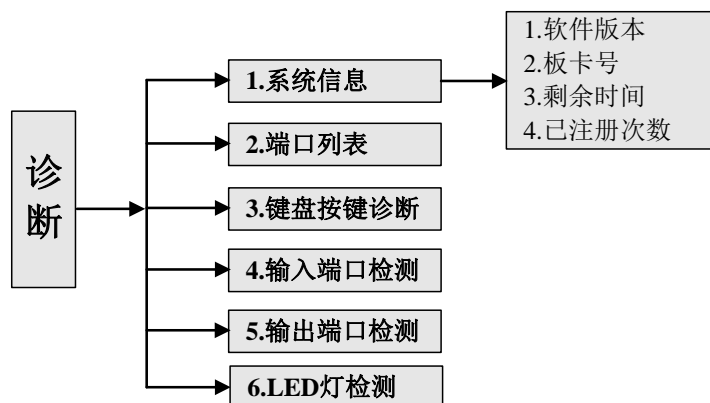 诊断
1.系统信息
2.端口列表
3.键盘按键诊断
4.输入端口检测
5.输出端口检测
6.LED灯检测
1.软件版本
2.板卡号
3.剩余时间
4.已注册次数